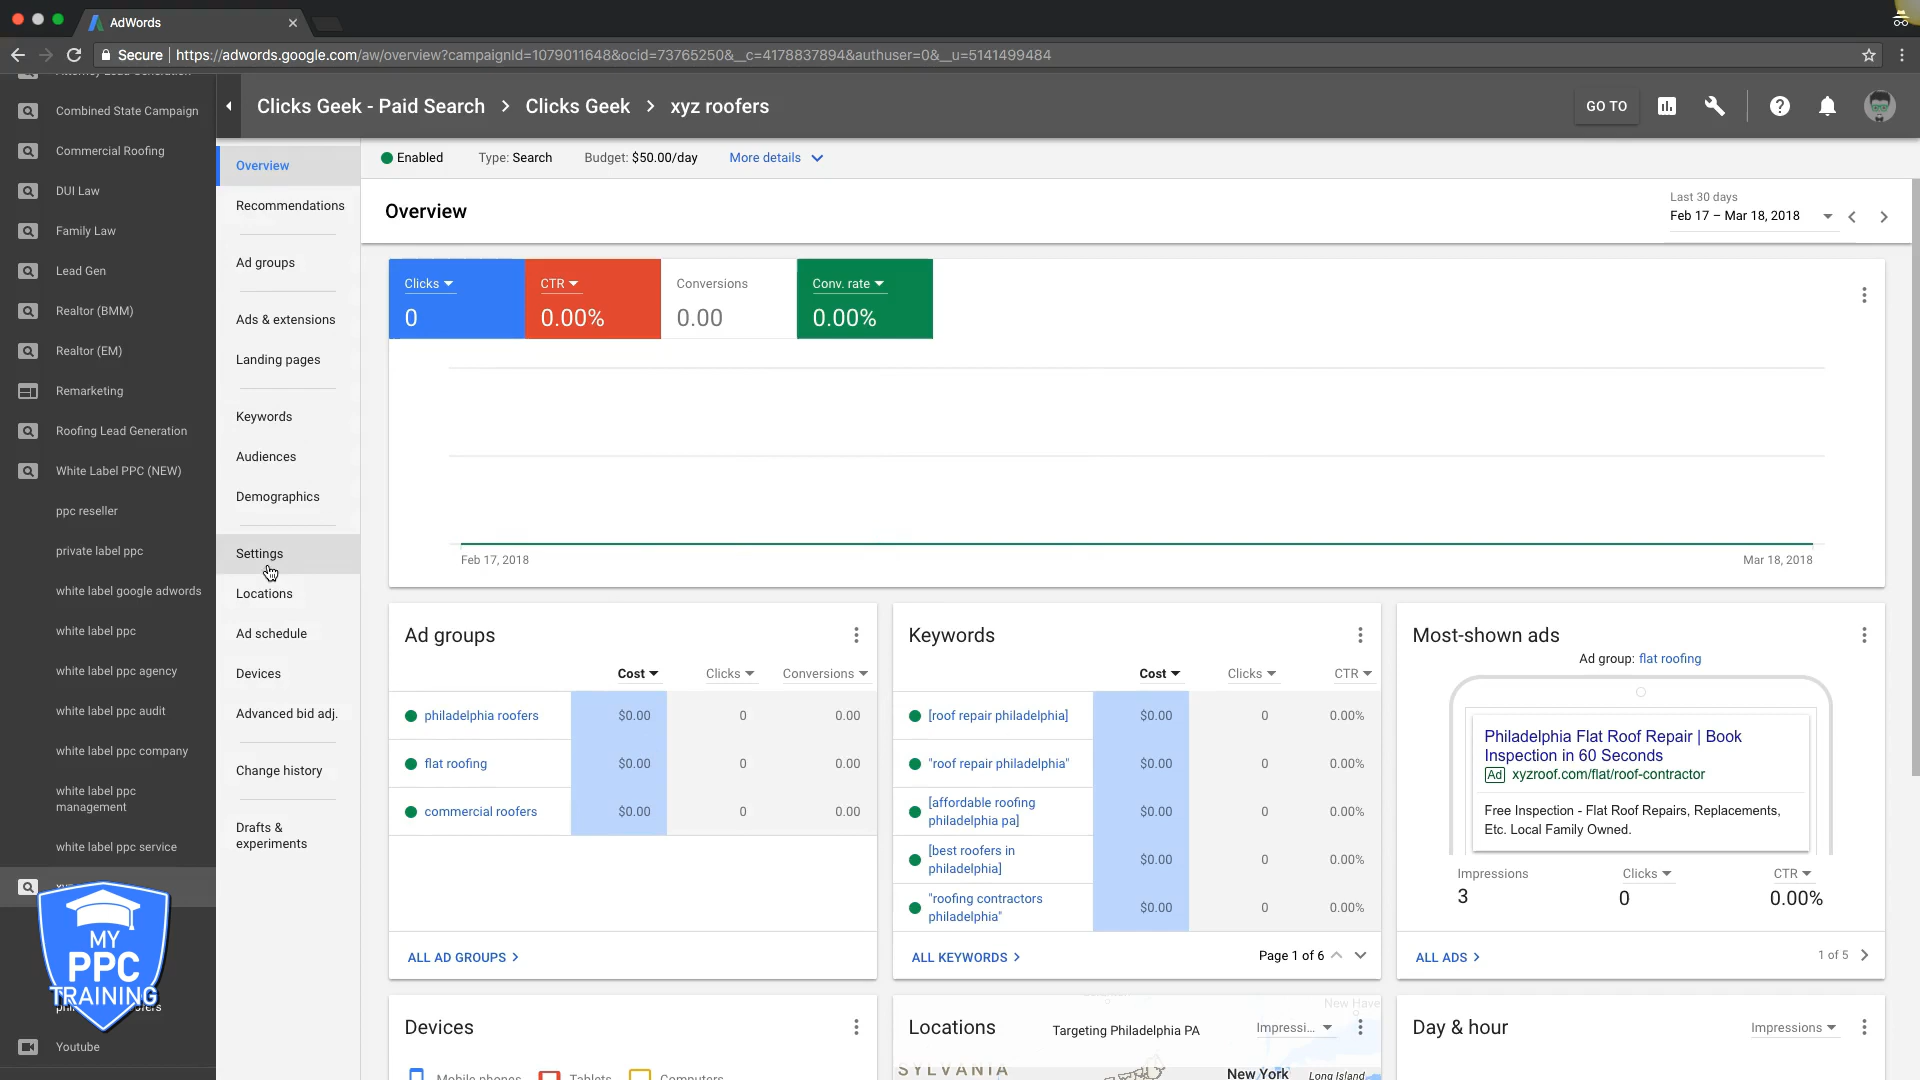 AdWords
Secure
https://adwords.google.com/aw/overview?campaignId=1079011648&ocid=73765250&__c=4178837894&authuser=0&__u=5141499484
Attorney Lead Generation
Combined State Campaign
Commercial Roofing
DUI Law
Family Law
Lead Gen
Realtor (BMM)
Realtor (EM)
Remarketing
Roofing Lead Generation
White Label PPC (NEW)
ppc reseller
private label ppc
white label google adwords
white label ppc
white label ppc agency
white label ppc audit
white label ppc company
white label ppc
management
white label ppc service
MY
PPC
TRAINING
Youtube
Clicks Geek - Paid Search
Clicks Geek
xyz roofers
GO TO
Overview
Recommendations
Ad groups
Ads & extensions
Landing pages
Keywords
Audiences
Demographics
Settings
Locations
Ad schedule
Devices
Advanced bid adj.
Change history
Drafts &
experiments
Enabled
Type: Search
Budget: $50.00/day
More details
Overview
Last 30 days
Feb 17 – Mar 18, 2018
Clicks
0
CTR
0.00%
Conversions
0.00
Conv. rate
0.00%
Feb 17, 2018
Mar 18, 2018
Ad groups
Cost Clicks Conversions
philadelphia roofers $0.00 0 0.00
flat roofing $0.00 0 0.00
commercial roofers $0.00 0 0.00
ALL AD GROUPS
Keywords
Cost Clicks CTR
[roof repair philadelphia] $0.00 0 0.00%
"roof repair philadelphia" $0.00 0 0.00%
[affordable roofing
philadelphia pa] $0.00 0 0.00%
[best roofers in
philadelphia] $0.00 0 0.00%
"roofing contractors
philadelphia" $0.00 0 0.00%
ALL KEYWORDS
Page 1 of 6
Most-shown ads
Ad group: flat roofing
Philadelphia Flat Roof Repair | Book
Inspection in 60 Seconds
Ad xyzroof.com/flat/roof-contractor
Free Inspection - Flat Roof Repairs, Replacements,
Etc. Local Family Owned.
Impressions
3
Clicks
0
CTR
0.00%
ALL ADS
1 of 5
Devices
Mobile phones
Tablets
Computers
Locations
Targeting Philadelphia PA
Impressi...
New Have
SYLVANIA
New York
Long Island
Day & hour
Impressions